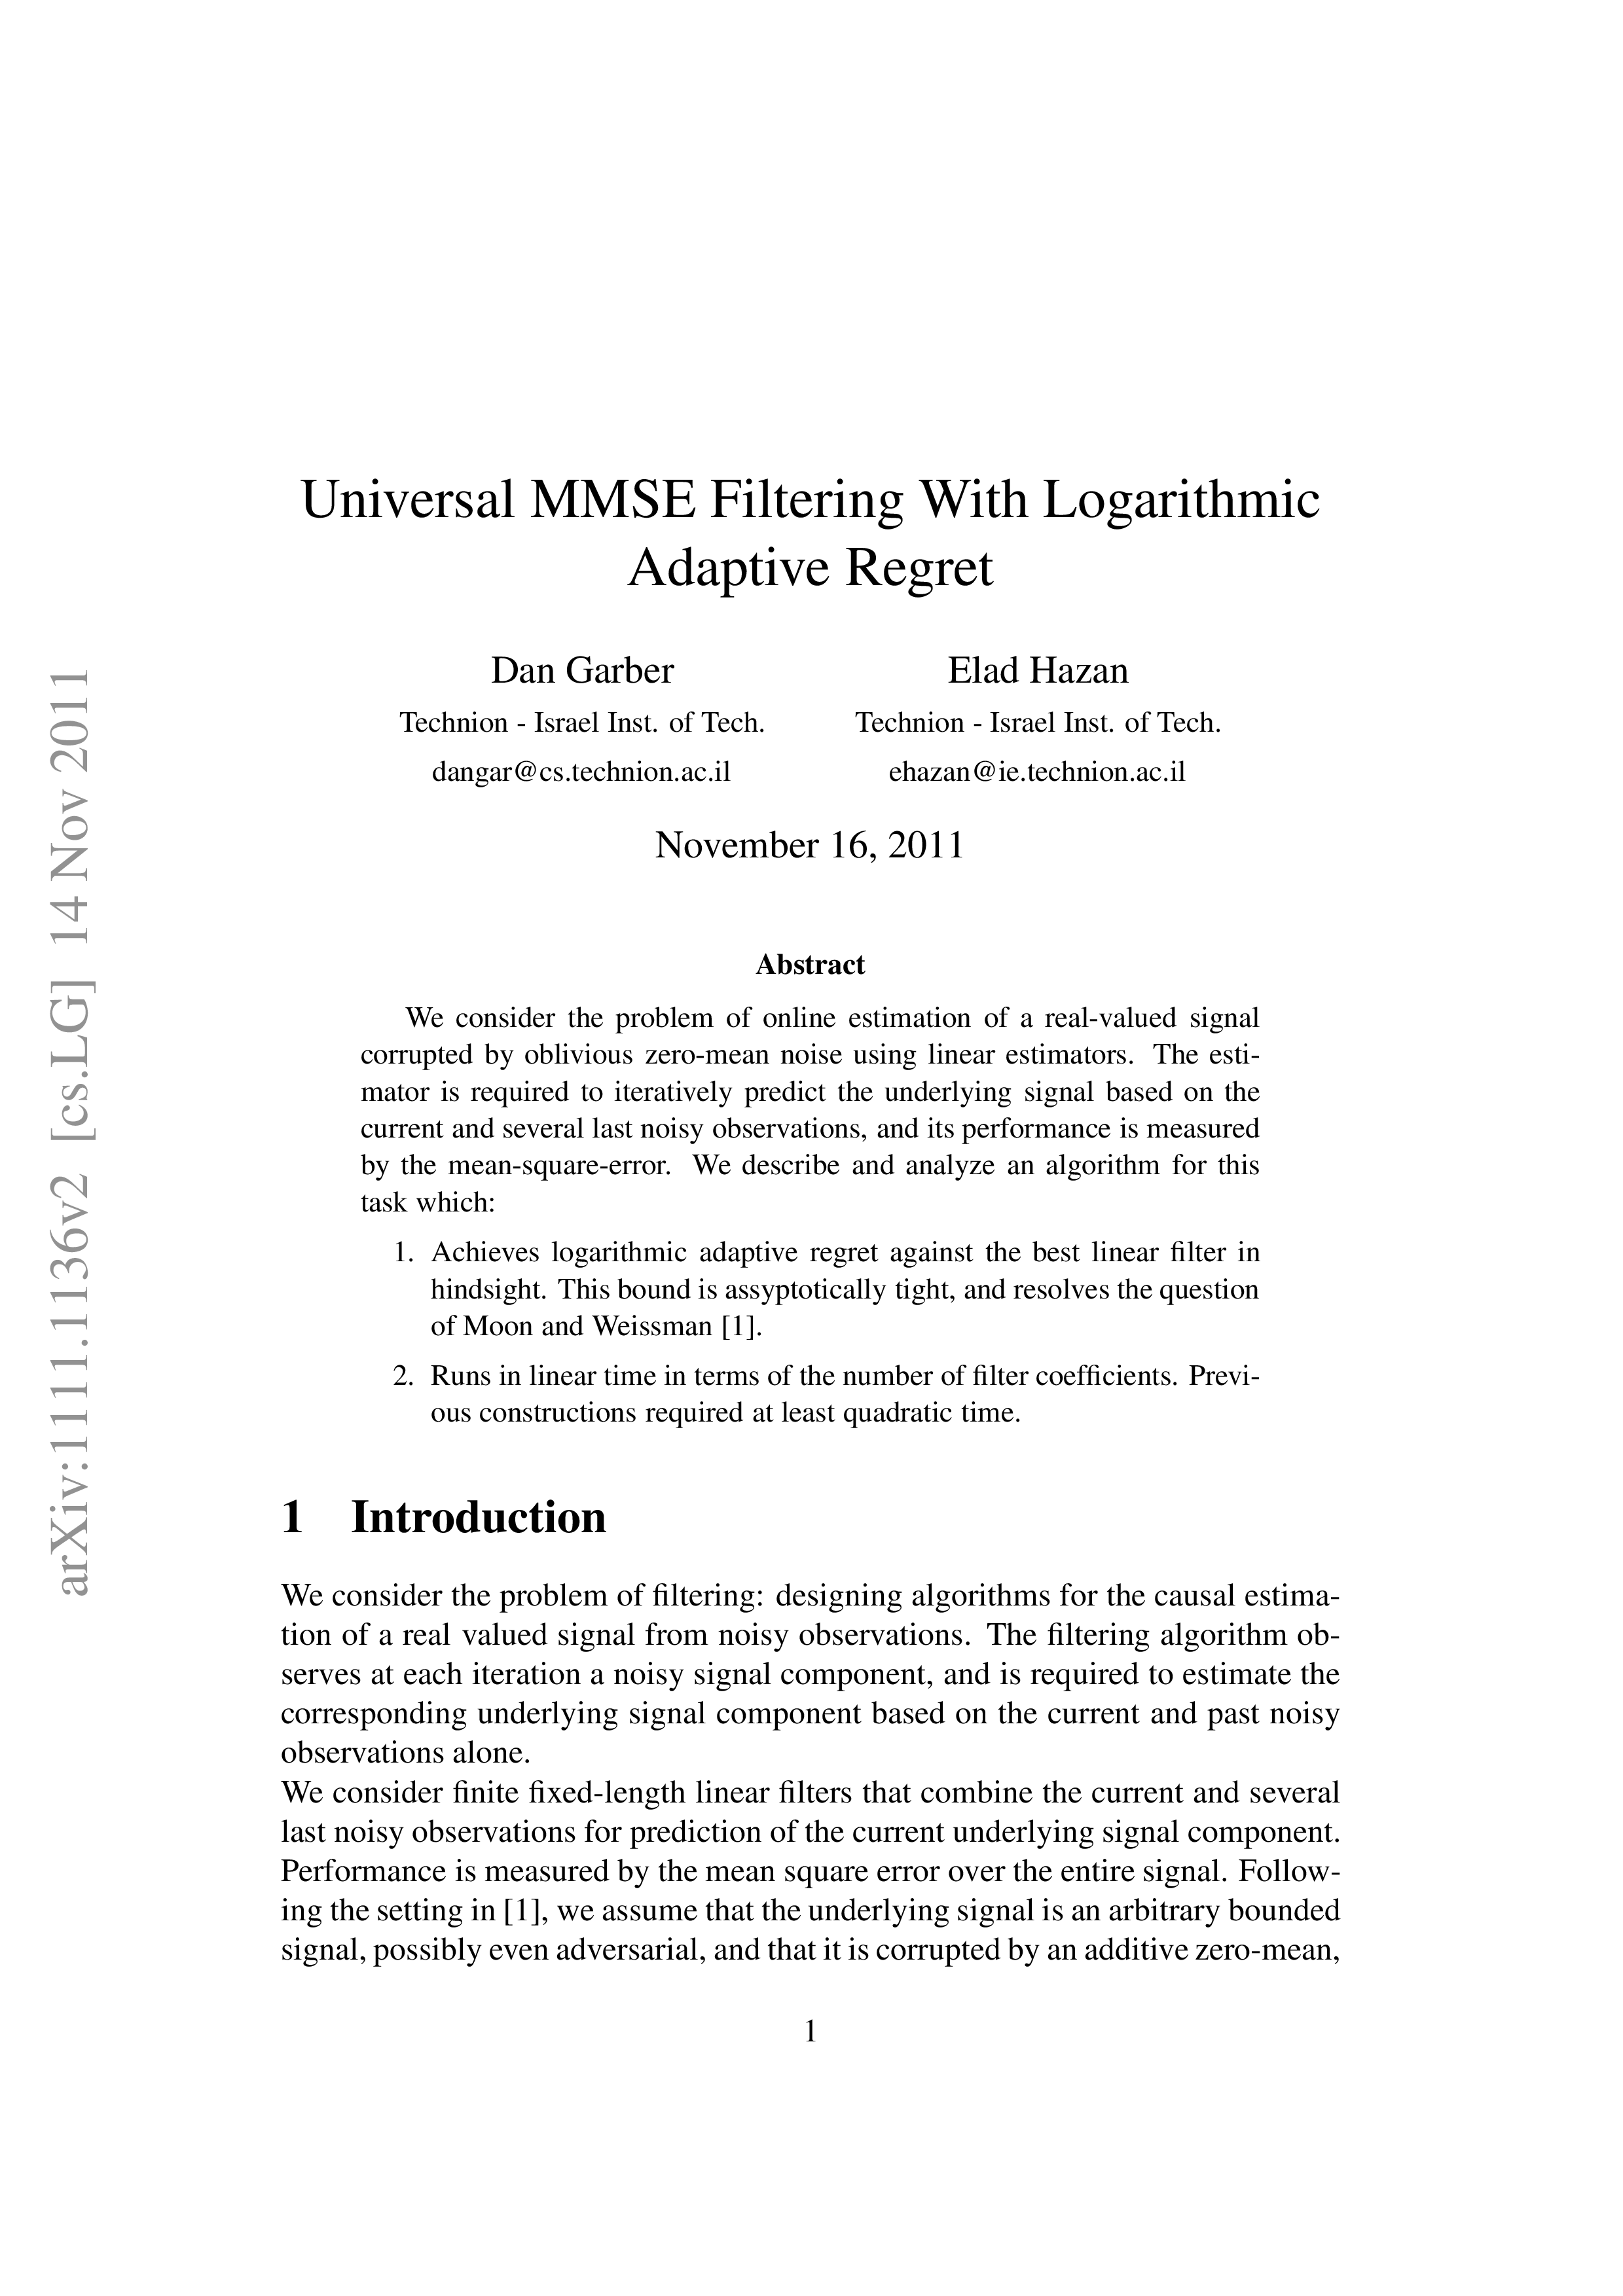 Universal MMSE Filtering With Logarithmic
Adaptive Regret
Dan Garber
Technion - Israel Inst. of Tech.
dangar@cs.technion.ac.il
Elad Hazan
Technion - Israel Inst. of Tech.
ehazan@ie.technion.ac.il
November 16, 2011
Abstract
We consider the problem of online estimation of a real-valued signal
corrupted by oblivious zero-mean noise using linear estimators. The esti-
mator is required to iteratively predict the underlying signal based on the
current and several last noisy observations, and its performance is measured
by the mean-square-error. We describe and analyze an algorithm for this
task which:
1. Achieves logarithmic adaptive regret against the best linear filter in
hindsight. This bound is assyptotically tight, and resolves the question
of Moon and Weissman [1].
2. Runs in linear time in terms of the number of filter coefficients. Previ-
ous constructions required at least quadratic time.
1 Introduction
We consider the problem of filtering: designing algorithms for the causal estima-
tion of a real valued signal from noisy observations. The filtering algorithm ob-
serves at each iteration a noisy signal component, and is required to estimate the
corresponding underlying signal component based on the current and past noisy
observations alone.
We consider finite fixed-length linear filters that combine the current and several
last noisy observations for prediction of the current underlying signal component.
Performance is measured by the mean square error over the entire signal. Follow-
ing the setting in [1], we assume that the underlying signal is an arbitrary bounded
signal, possibly even adversarial, and that it is corrupted by an additive zero-mean,
1
arXiv:1111.1136v2 [cs.LG] 14 Nov 2011